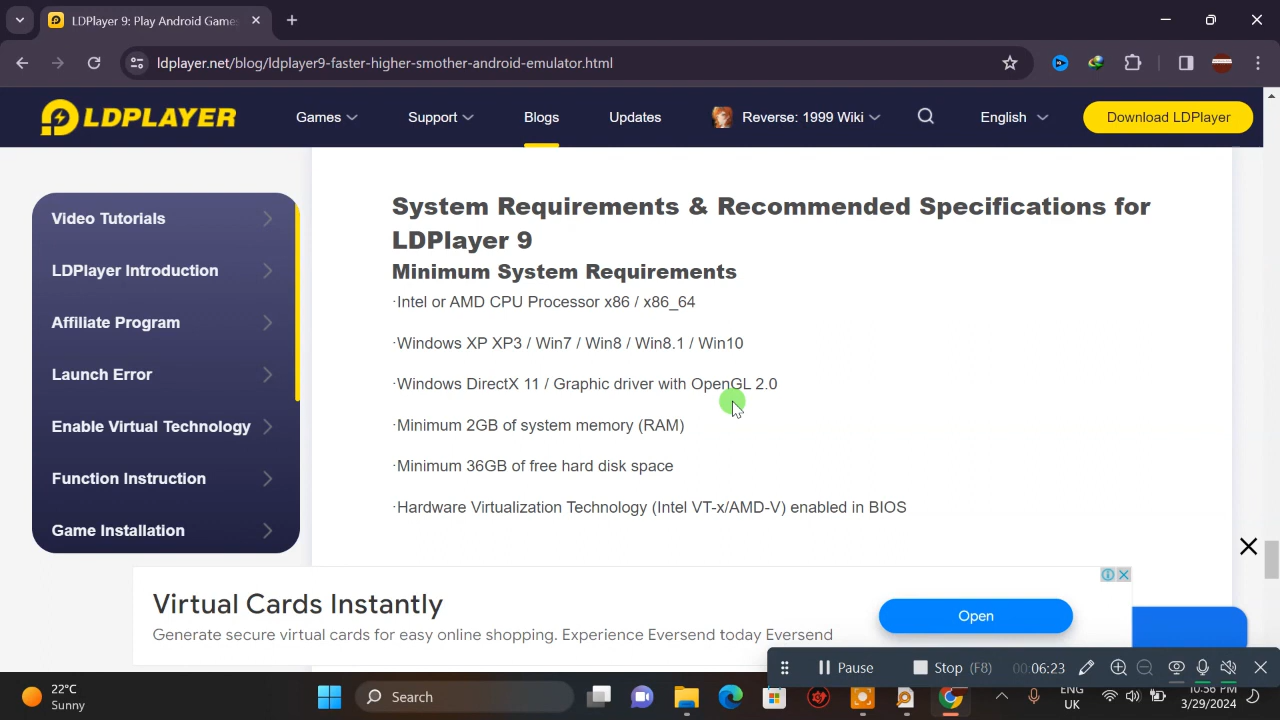 LDPlayer 9: Play Android Games
ldplayer.net/blog/ldplayer9-faster-higher-smother-android-emulator.html
LDPLAYER
Games
Support
Blogs
Updates
Reverse: 1999 Wiki
English
Download LDPlayer
Video Tutorials
LDPlayer Introduction
Affiliate Program
Launch Error
Enable Virtual Technology
Function Instruction
Game Installation
System Requirements & Recommended Specifications for
LDPlayer 9
Minimum System Requirements
·Intel or AMD CPU Processor x86 / x86_64
·Windows XP XP3 / Win7 / Win8 / Win8.1 / Win10
·Windows DirectX 11 / Graphic driver with OpenGL 2.0
·Minimum 2GB of system memory (RAM)
·Minimum 36GB of free hard disk space
·Hardware Virtualization Technology (Intel VT-x/AMD-V) enabled in BIOS
Virtual Cards Instantly
Generate secure virtual cards for easy online shopping. Experience Eversend today Eversend
Open
Pause
Stop (F8)
00:06:23
22°C
Sunny
Search
ENG
UK
10:56 PM
3/29/2024